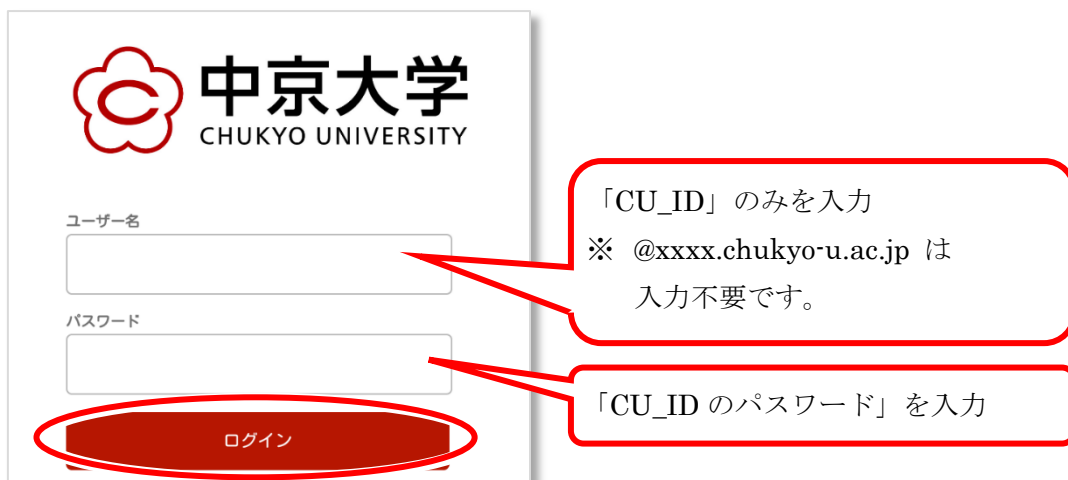 中京大学
CHUKYO UNIVERSITY
ユーザー名
「CU_ID」のみを入力
※ @xxxx.chukyo-u.ac.jp は
入力不要です。
パスワード
「CU_ID のパスワード」を入力
ログイン